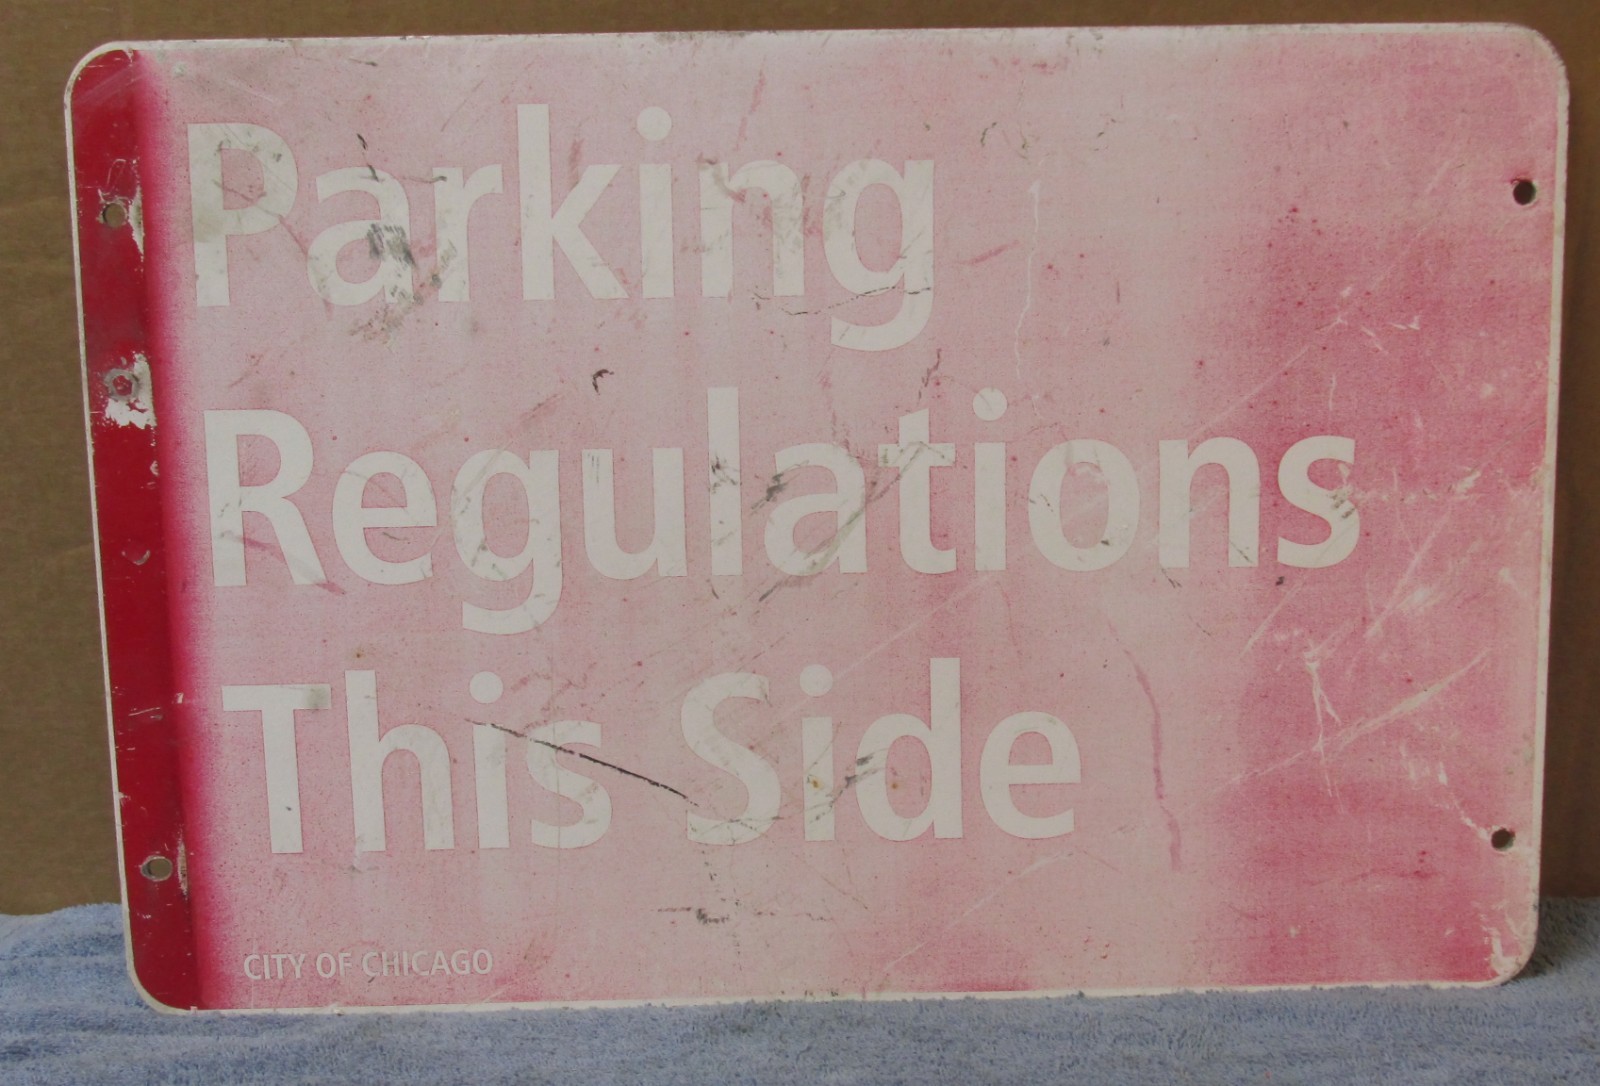 Parking
Regulations
This Side
CITY OF CHICAGO